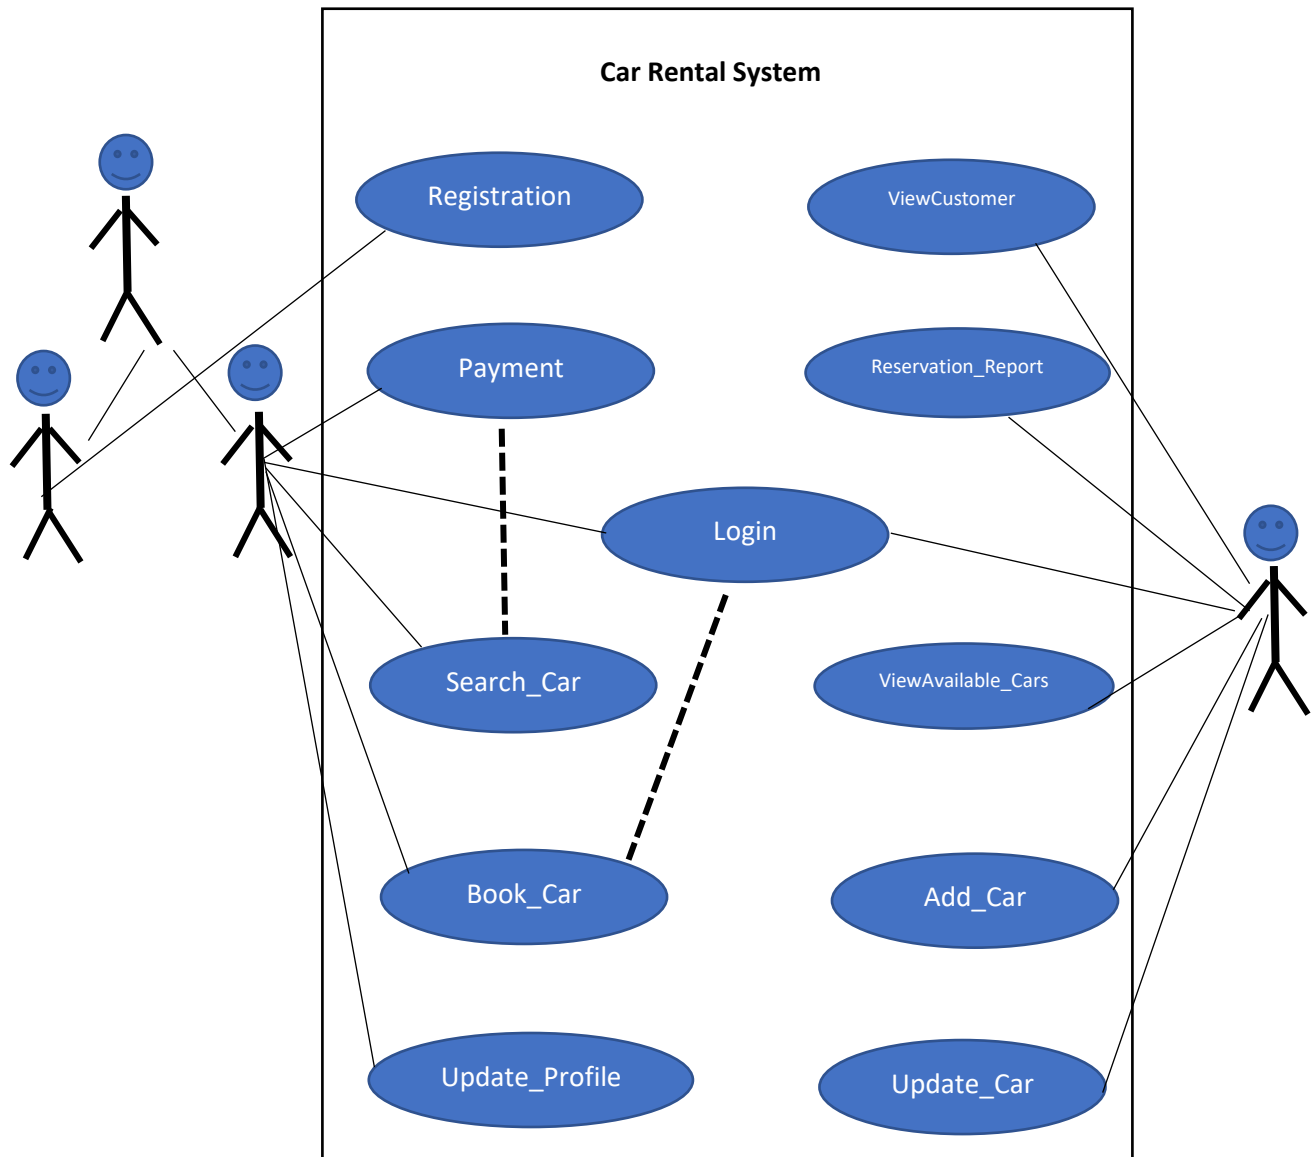 Car Rental System
Registration
ViewCustomer
Payment
Reservation_Report
Login
Search_Car
ViewAvailable_Cars
Book_Car
Add_Car
Update_Profile
Update_Car